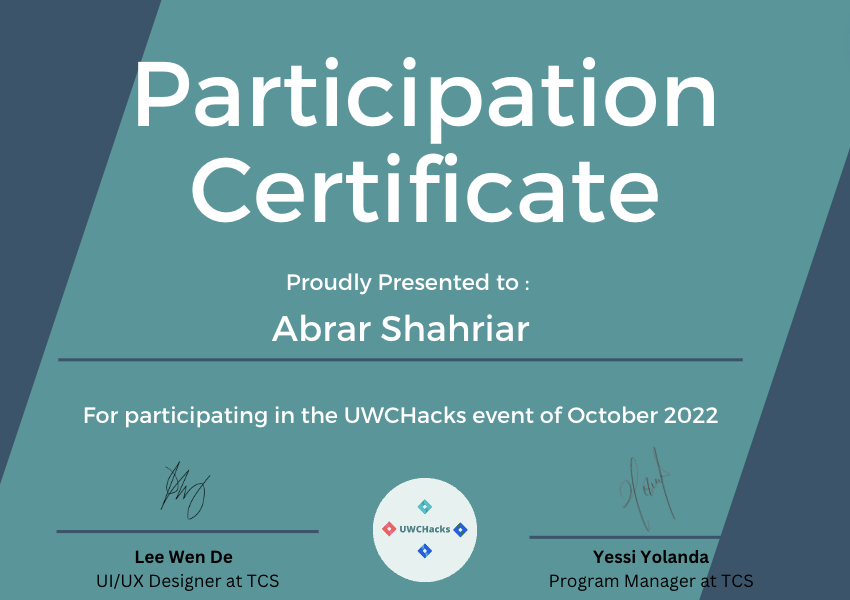 Participation
Certificate
Proudly Presented to :
Abrar Shahriar
For participating in the UWCHacks event of October 2022
UWCHacks
Lee Wen De
UI/UX Designer at TCS
Yessi Yolanda
Program Manager at TCS